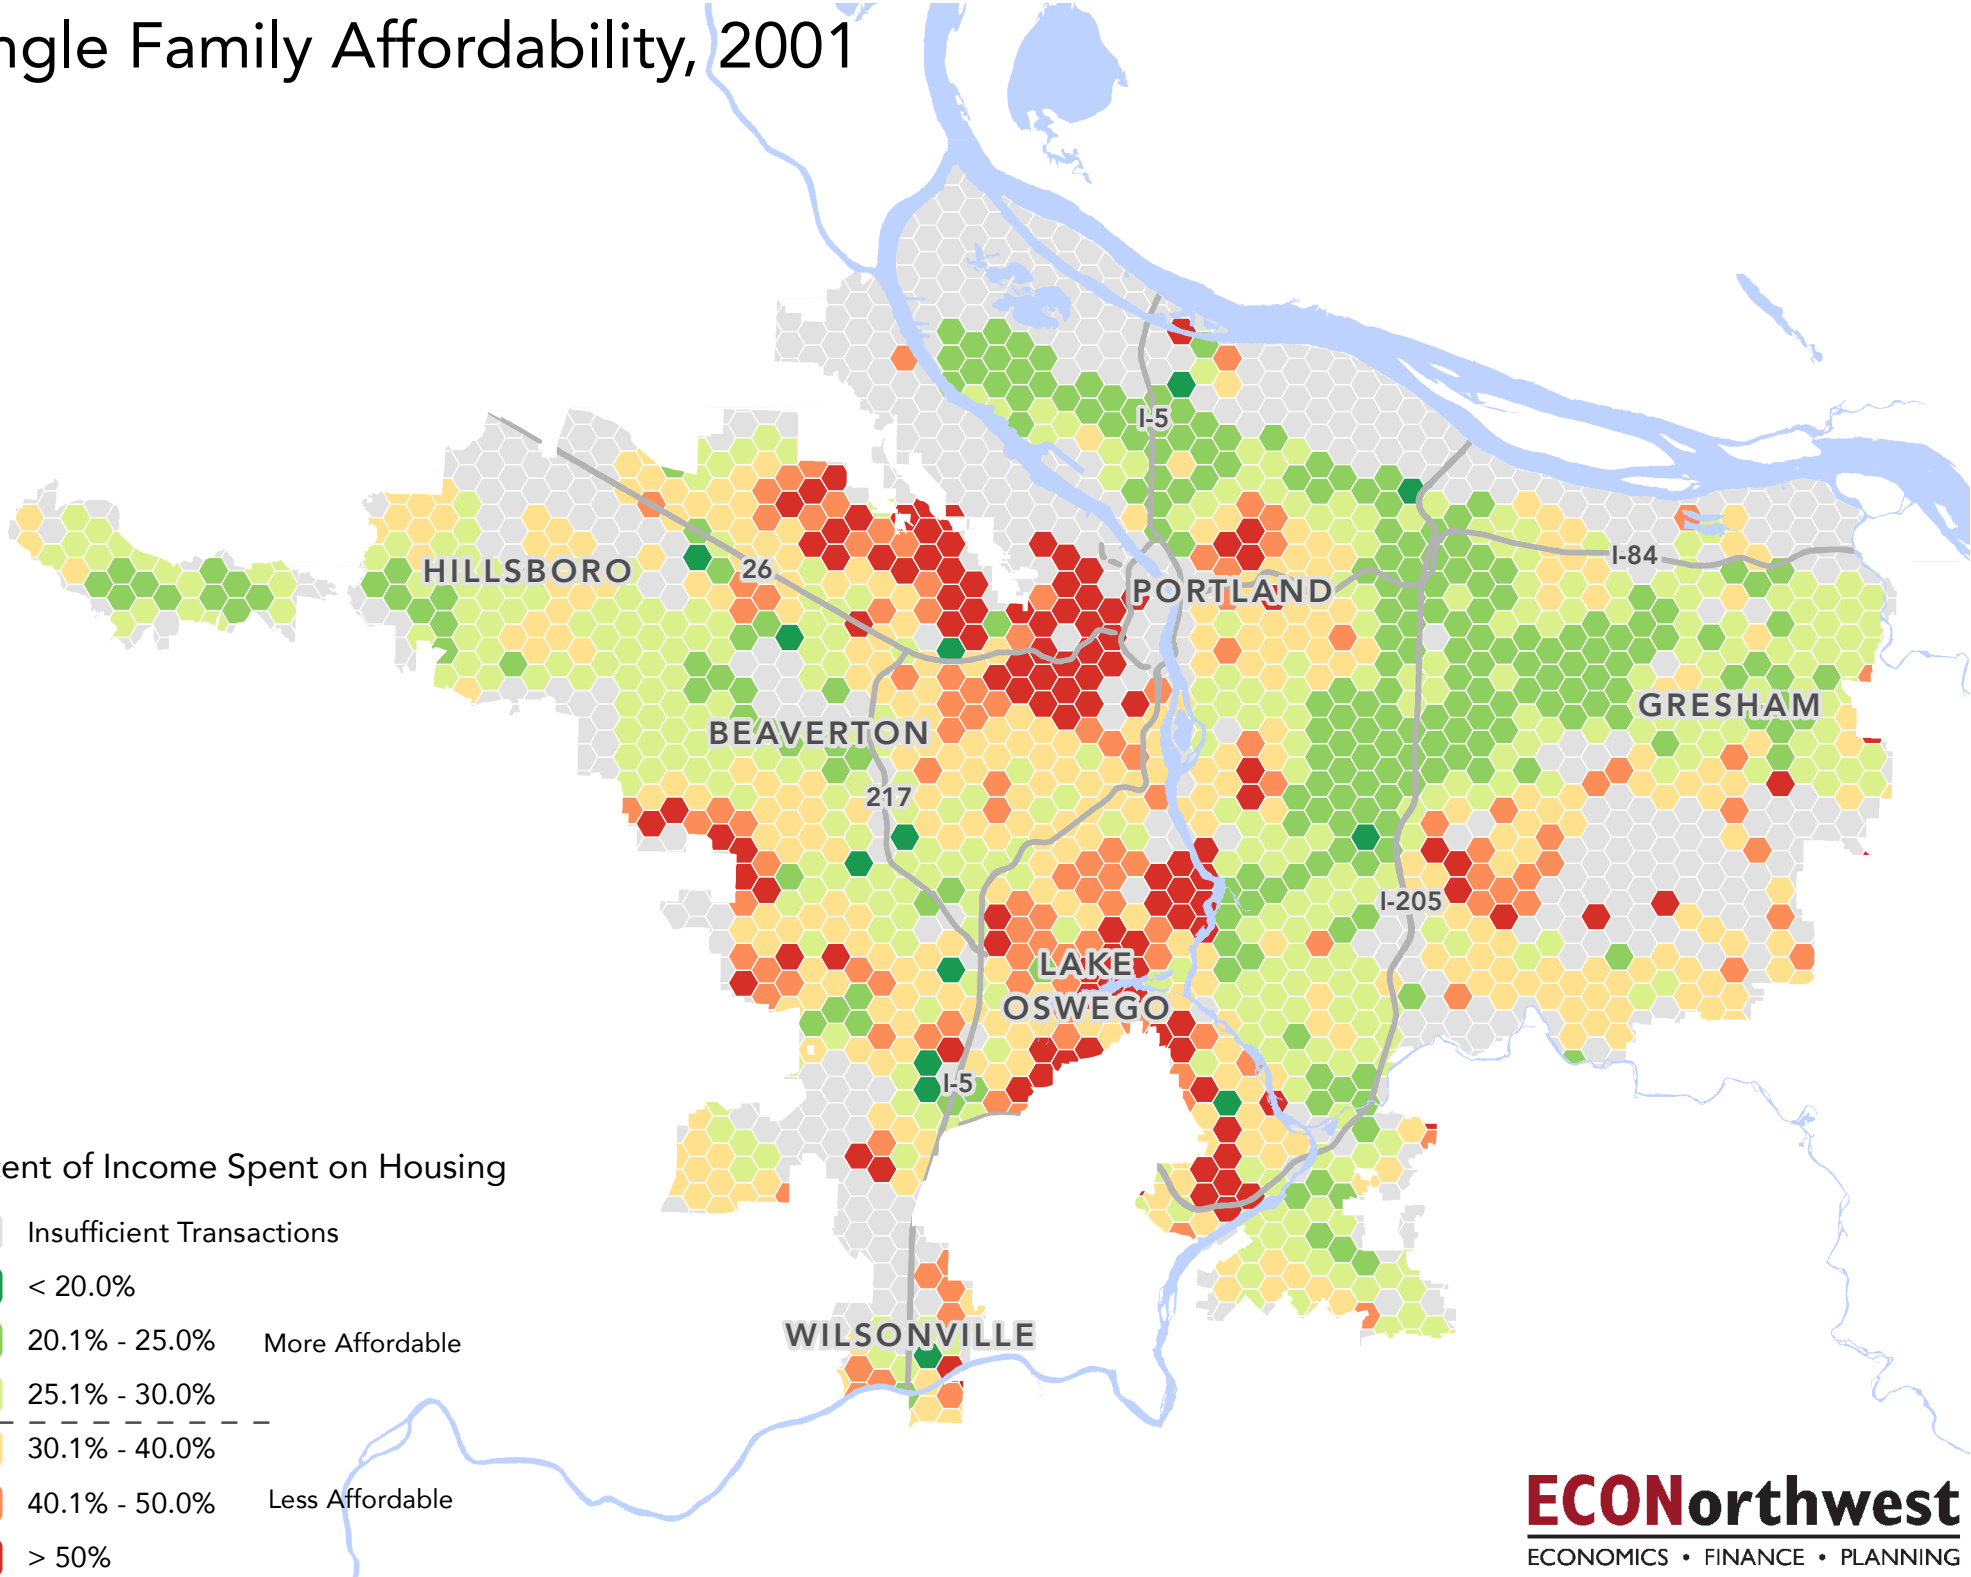 ngle Family Affordability, 2001
I-5
HILLSBORO
26
I-84
PORTLAND
GRESHAM
BEAVERTON
217
I-205
LAKE
OSWEGO
I-5
WILSONVILLE
cent of Income Spent on Housing
Insufficient Transactions
< 20.0%
20.1% - 25.0%
More Affordable
25.1% - 30.0%
30.1% - 40.0%
40.1% - 50.0%
Less Affordable
> 50%
ECONorthwest
ECONOMICS • FINANCE • PLANNING